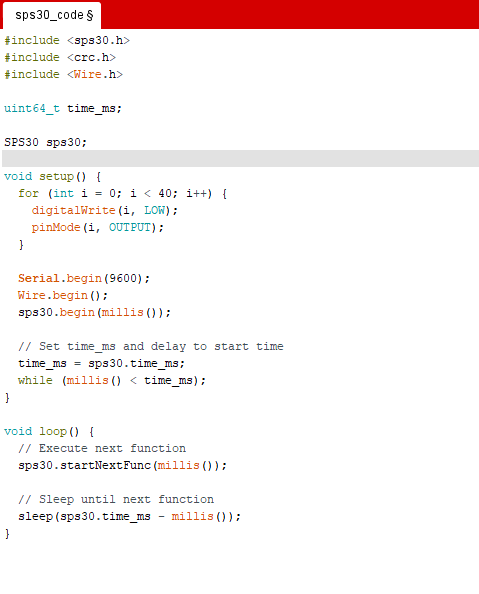 sps30_code §
#include <sps30.h>
#include <crc.h>
#include <Wire.h>
uint64_t time_ms;
SPS30 sps30;
void setup() {
  for (int i = 0; i < 40; i++) {
    digitalWrite(i, LOW);
    pinMode(i, OUTPUT);
  }
  Serial.begin(9600);
  Wire.begin();
  sps30.begin(millis());
  // Set time_ms and delay to start time
  time_ms = sps30.time_ms;
  while (millis() < time_ms);
}
void loop() {
  // Execute next function
  sps30.startNextFunc(millis());
  // Sleep until next function
  sleep(sps30.time_ms - millis());
}